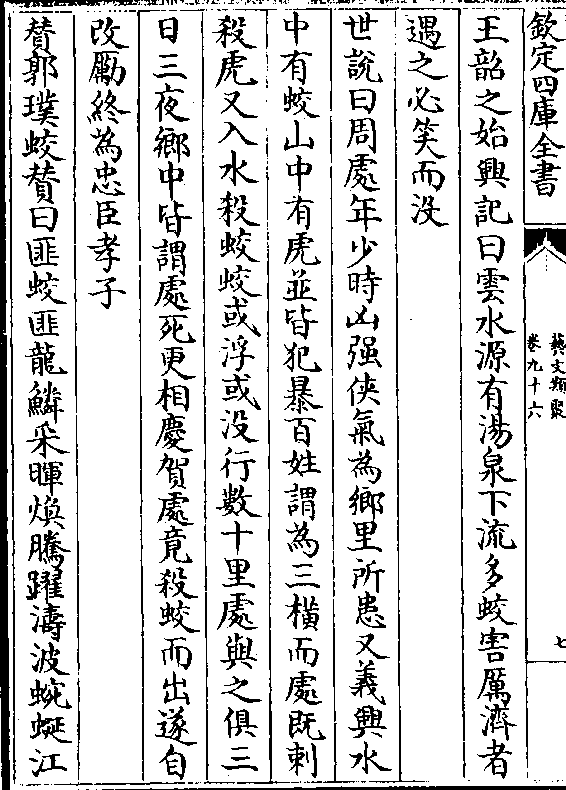 欽定四庫全書
藝文類聚
卷九十六
七
王韶之始興記曰雲水源有湯泉下流多蛟害厲濟者
遇之必笑而没
世説曰周處年少時凶强俠氣為鄉里所患又義興水
中有蛟山中有虎並皆犯暴百姓謂為三橫而處既刺
殺虎又入水殺蛟蛟或浮或没行數十里處與之俱三
日三夜鄉中皆謂處死更相慶賀處竟殺蛟而出遂自
改勵終為忠臣孝子
賛郭璞蛟賛曰匪蛟匪龍鱗采暉煥騰躍濤波蜿蜒江